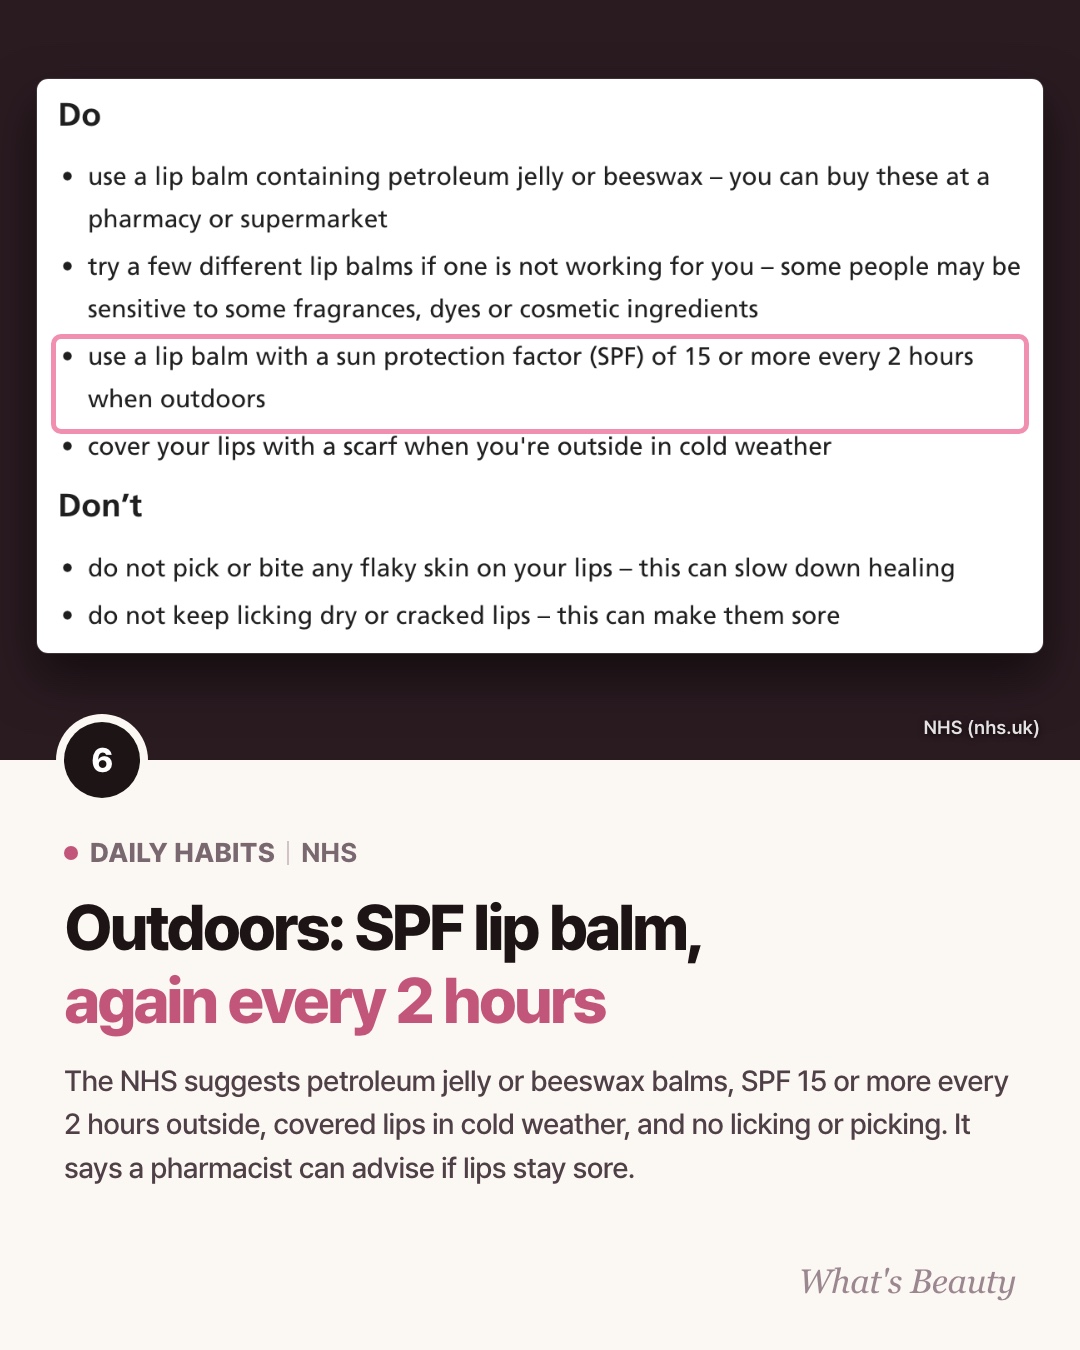 Do
• use a lip balm containing petroleum jelly or beeswax – you can buy these at a
pharmacy or supermarket
• try a few different lip balms if one is not working for you – some people may be
sensitive to some fragrances, dyes or cosmetic ingredients
• use a lip balm with a sun protection factor (SPF) of 15 or more every 2 hours
when outdoors
• cover your lips with a scarf when you're outside in cold weather
Don’t
• do not pick or bite any flaky skin on your lips – this can slow down healing
• do not keep licking dry or cracked lips – this can make them sore
NHS (nhs.uk)
6
• DAILY HABITS | NHS
Outdoors: SPF lip balm,
again every 2 hours
The NHS suggests petroleum jelly or beeswax balms, SPF 15 or more every
2 hours outside, covered lips in cold weather, and no licking or picking. It
says a pharmacist can advise if lips stay sore.
What's Beauty